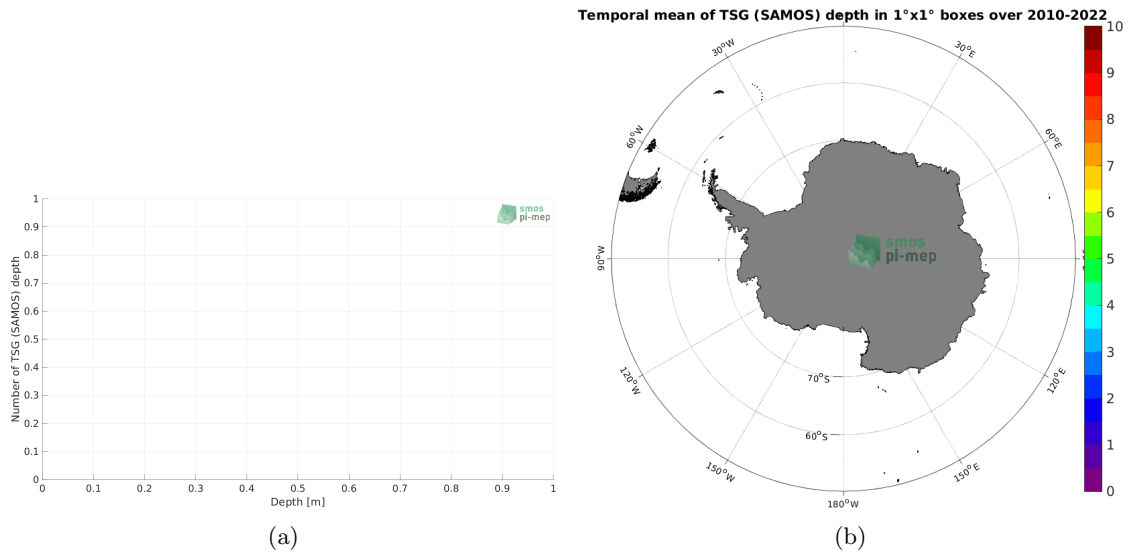 Temporal mean of TSG (SAMOS) depth in 1°x1° boxes over 2010-2022
1
0.9
0.8
0.7
0.6
0.5
0.4
0.3
0.2
0.1
0
Number of TSG (SAMOS) depth
0
0.1
0.2
0.3
0.4
0.5
0.6
0.7
0.8
0.9
1
Depth [m]
smos
pi-mep
(a)
30°W
30°E
60°W
60°E
90°W
120°W
120°E
150°W
150°E
180°W
70°S
60°S
smos
pi-mep
10
9
8
7
6
5
4
3
2
1
0
(b)